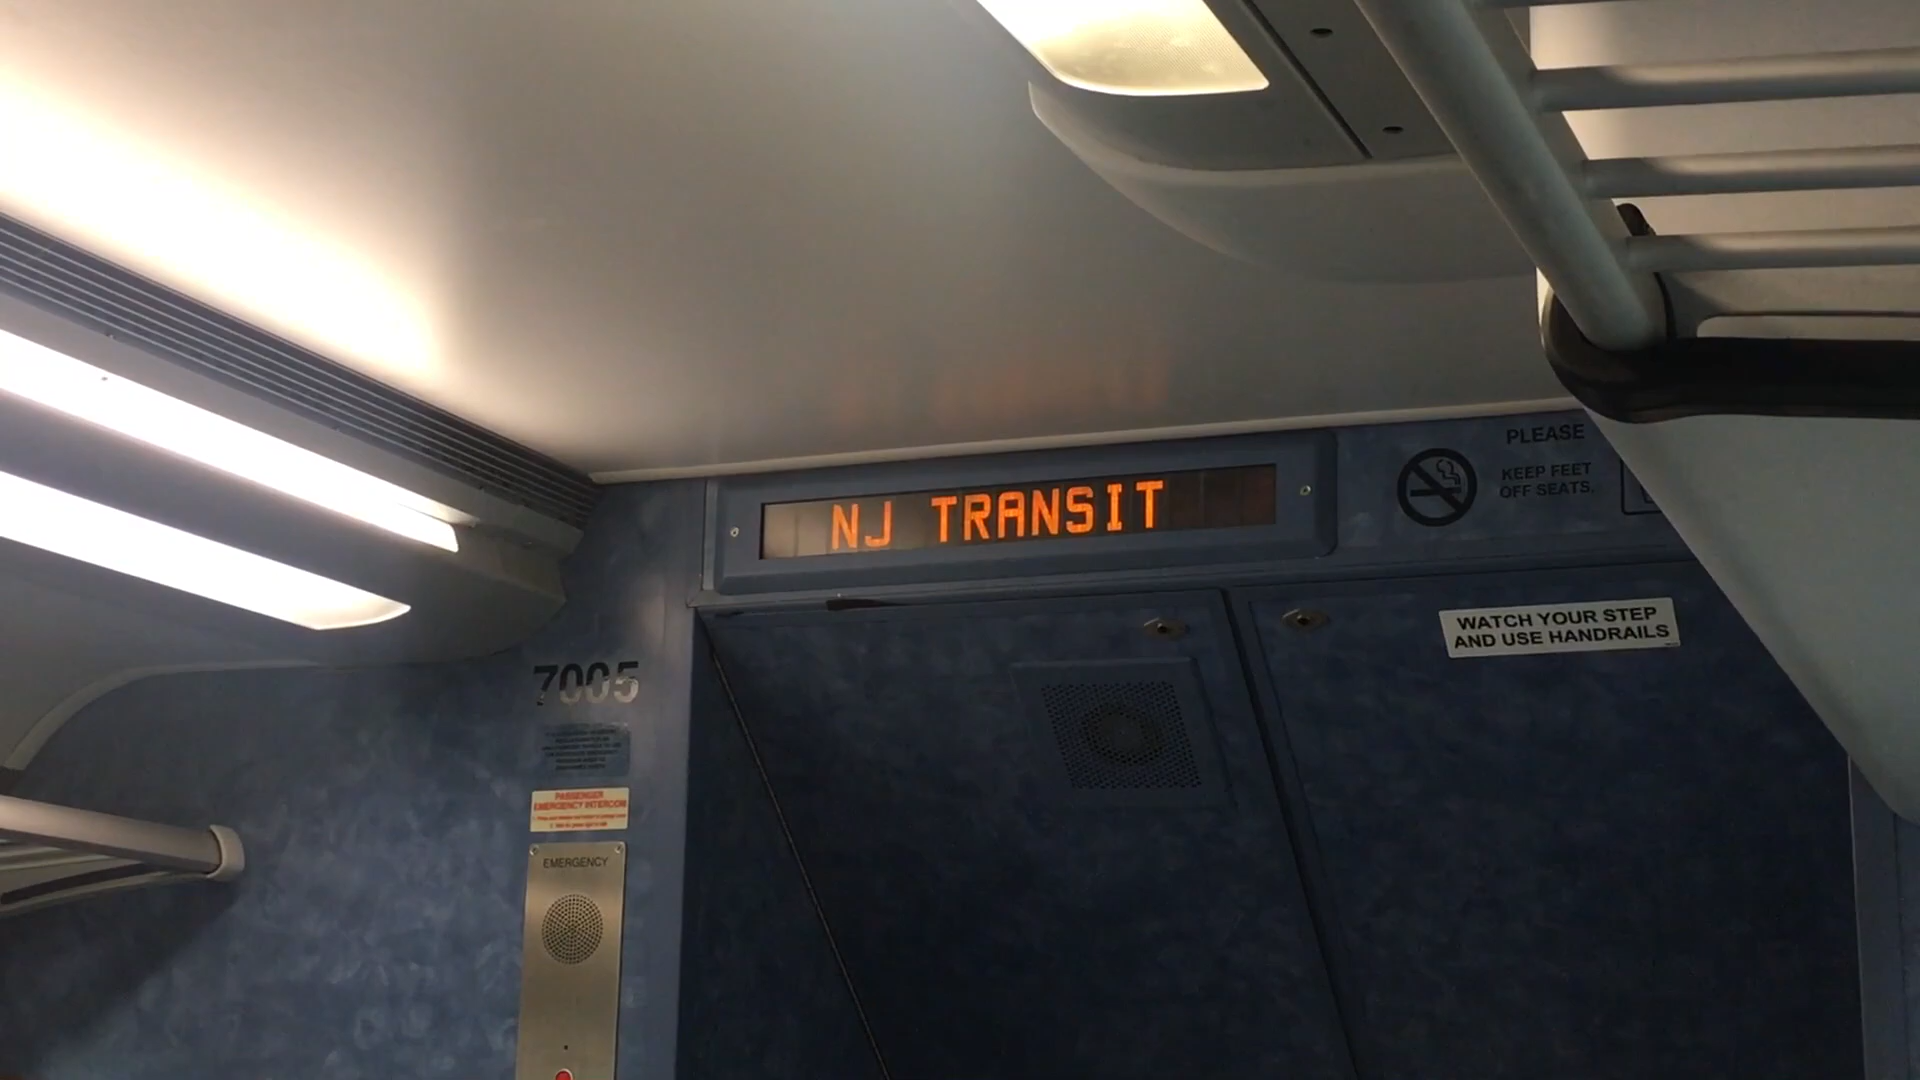 NJ TRANSIT
PLEASE
KEEP FEET
OFF SEATS.
WATCH YOUR STEP
AND USE HANDRAILS
7005
PASSENGER
EMERGENCY INTERCOM
EMERGENCY